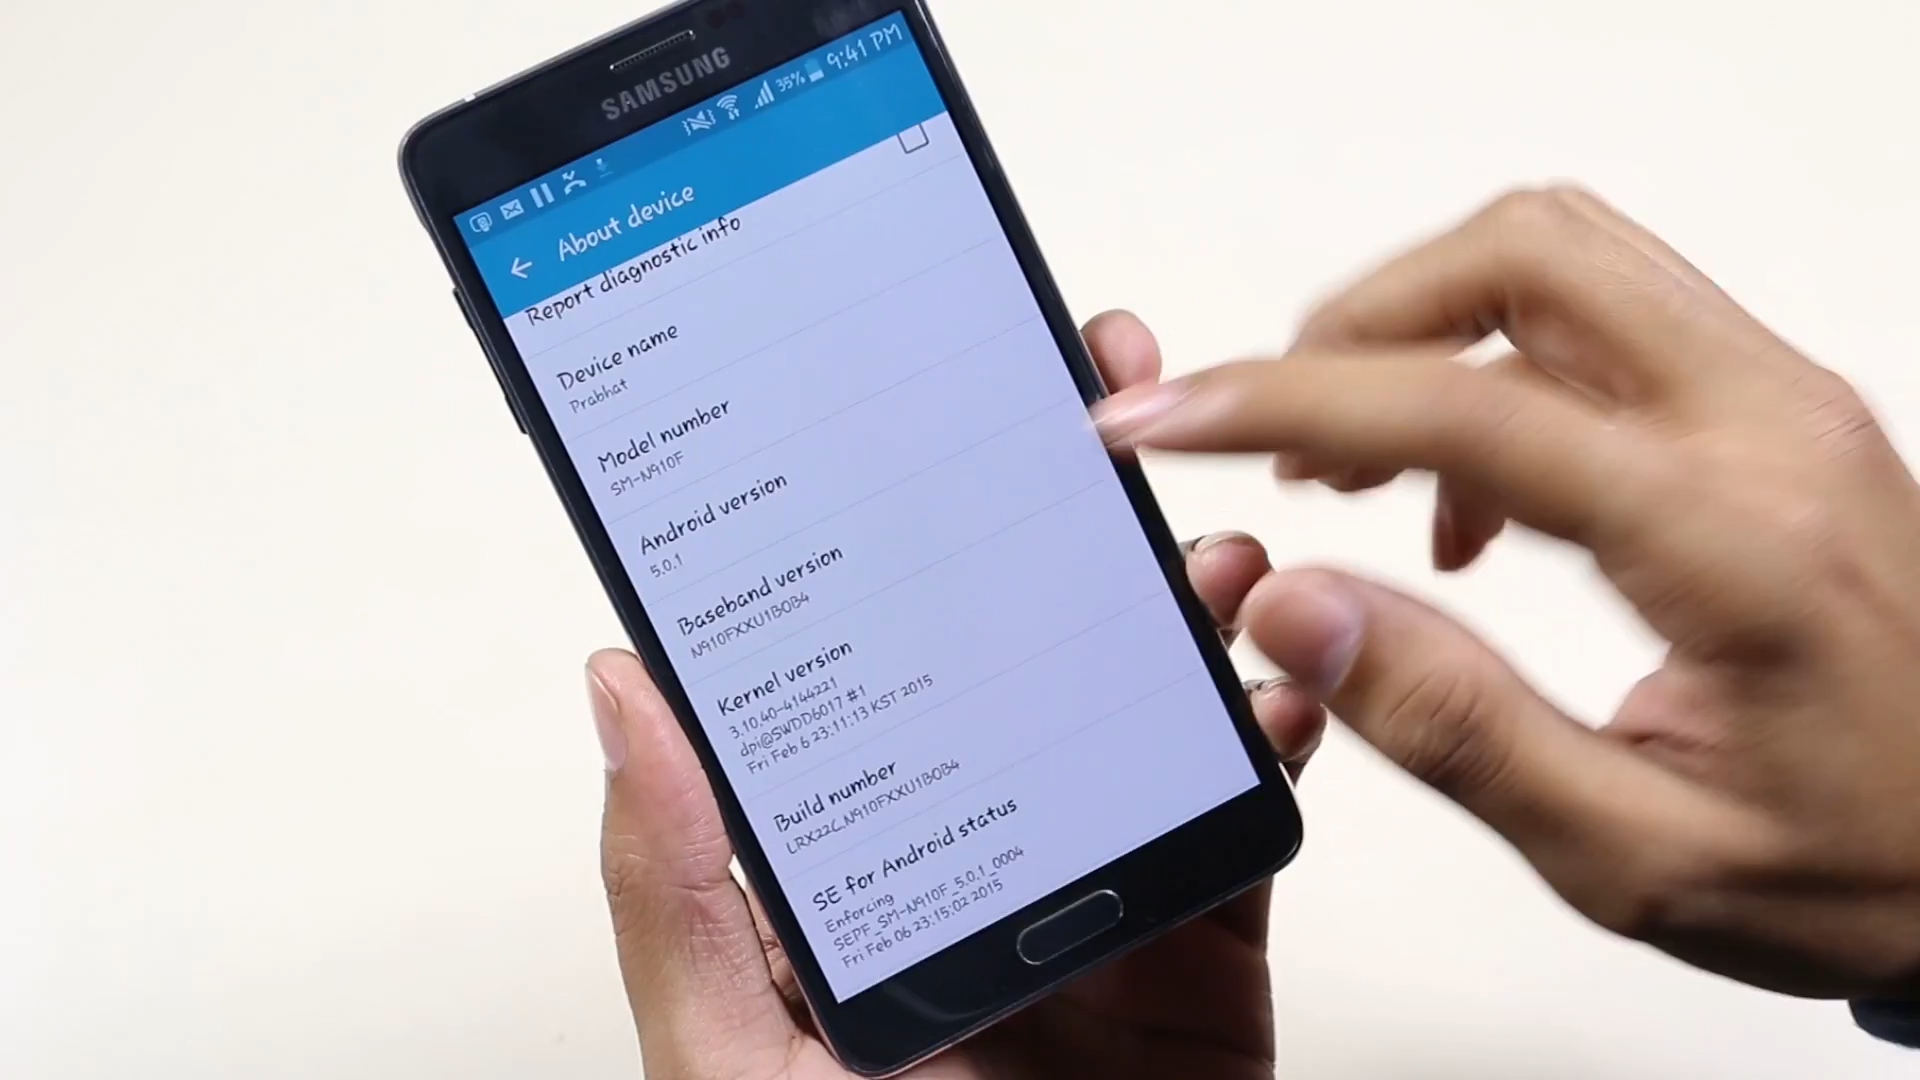 SAMSUNG
35% 9:41 PM
About device
Report diagnostic info
Device name
Prabhat
Model number
SM-N910F
Android version
5.0.1
Baseband version
N910FXXU1BOB4
Kernel version
3.10.40-4144221
dpi@SWDD6017 #1
Fri Feb 6 23:11:13 KST 2015
Build number
LRX22C.N910FXXU1BOB4
SE for Android status
Enforcing
SEPF_SM-N910F_5.0.1_0004
Fri Feb 06 23:15:02 2015